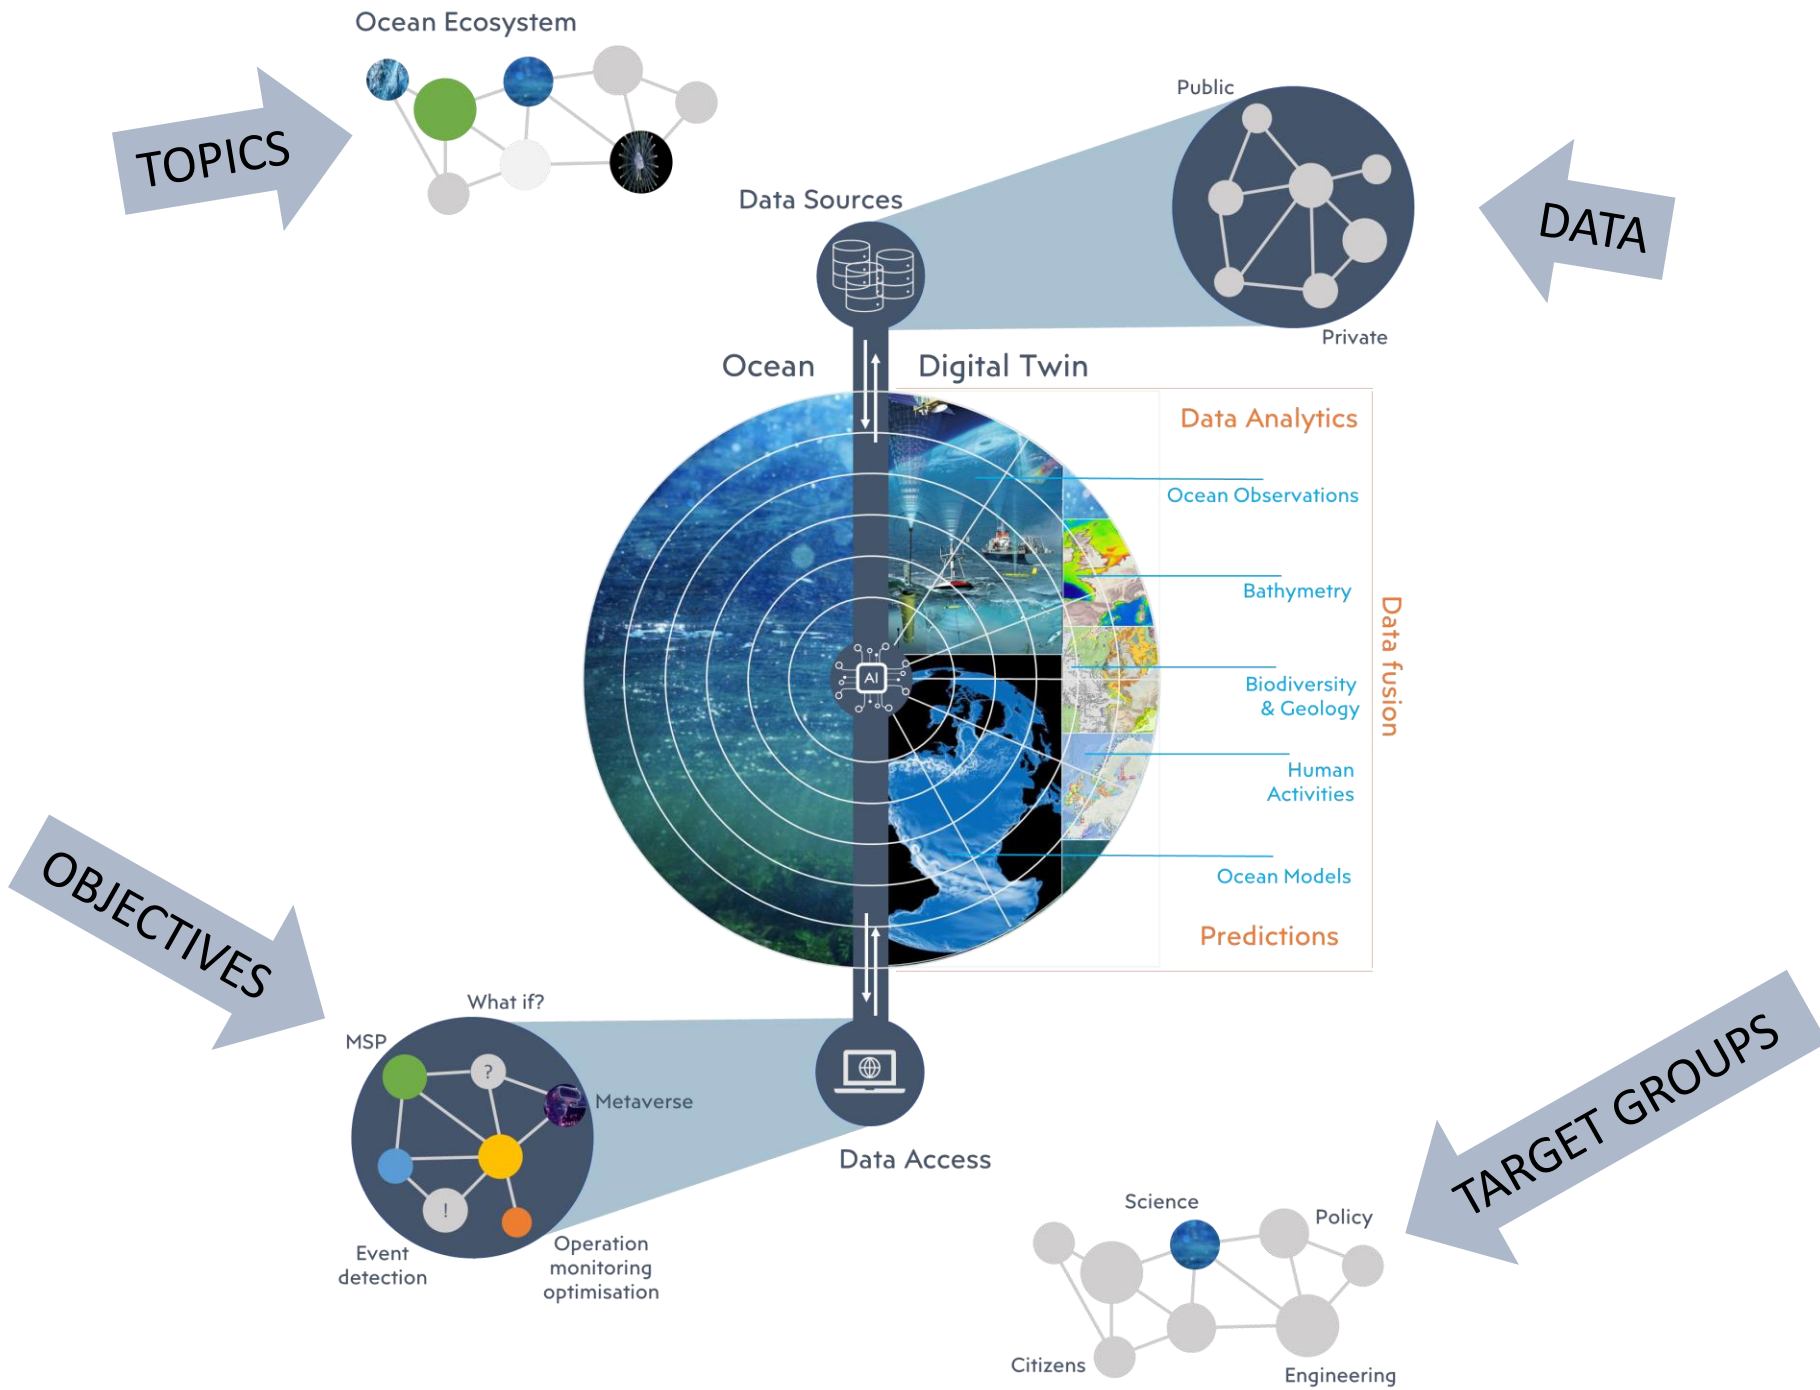 Ocean Ecosystem
TOPICS
Public
Data Sources
DATA
Private
Ocean
Digital Twin
Data Analytics
Ocean Observations
Bathymetry
Data fusion
AI
Biodiversity
& Geology
Human
Activities
Ocean Models
Predictions
OBJECTIVES
What if?
MSP
?
Metaverse
!
Event
detection
Operation
monitoring
optimisation
Data Access
TARGET GROUPS
Science
Policy
Citizens
Engineering